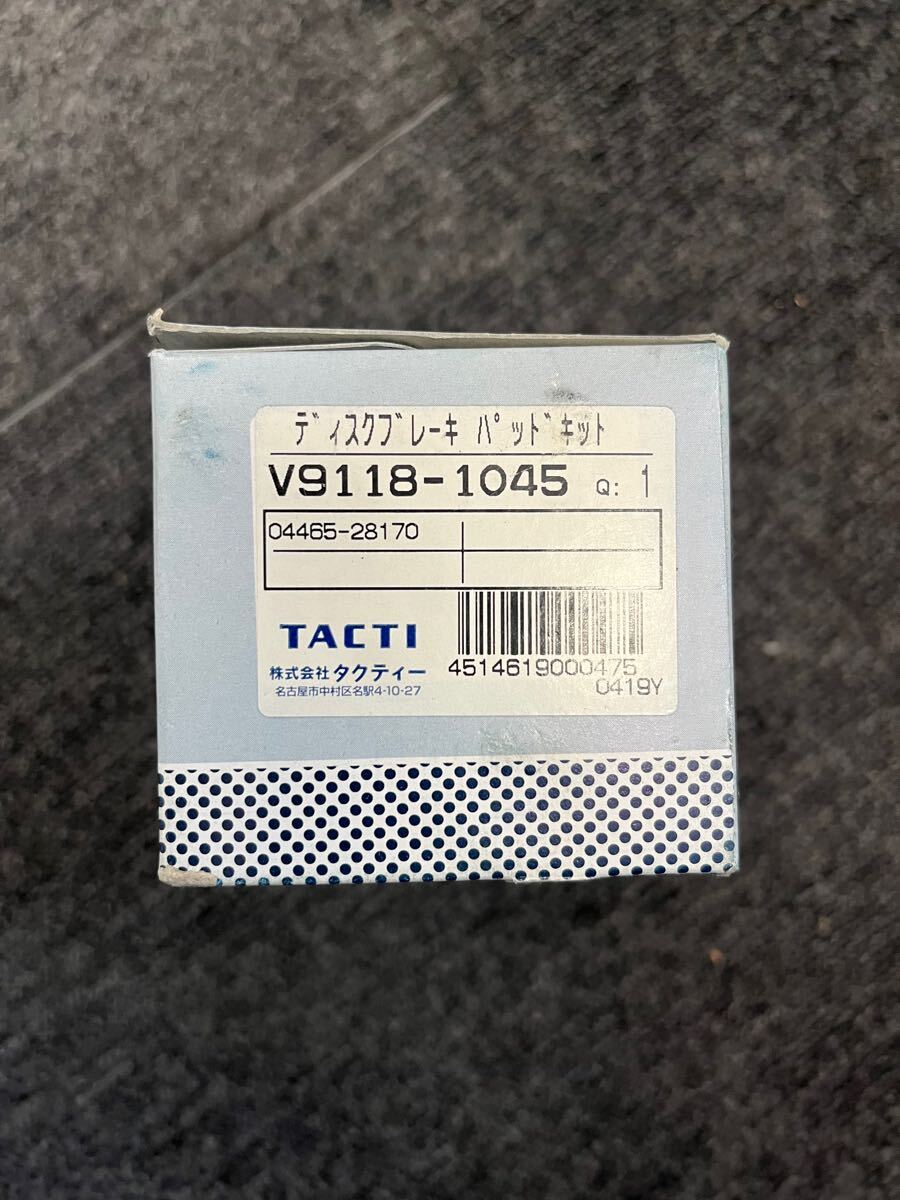 ﾃﾞｨｽｸﾌﾞﾚｰｷ ﾊﾟｯﾄﾞｷｯﾄ
V9118-1045 Q: 1
04465-28170
TACTI
株式会社タクティー
名古屋市中村区名駅4-10-27
4514619000475
0419Y